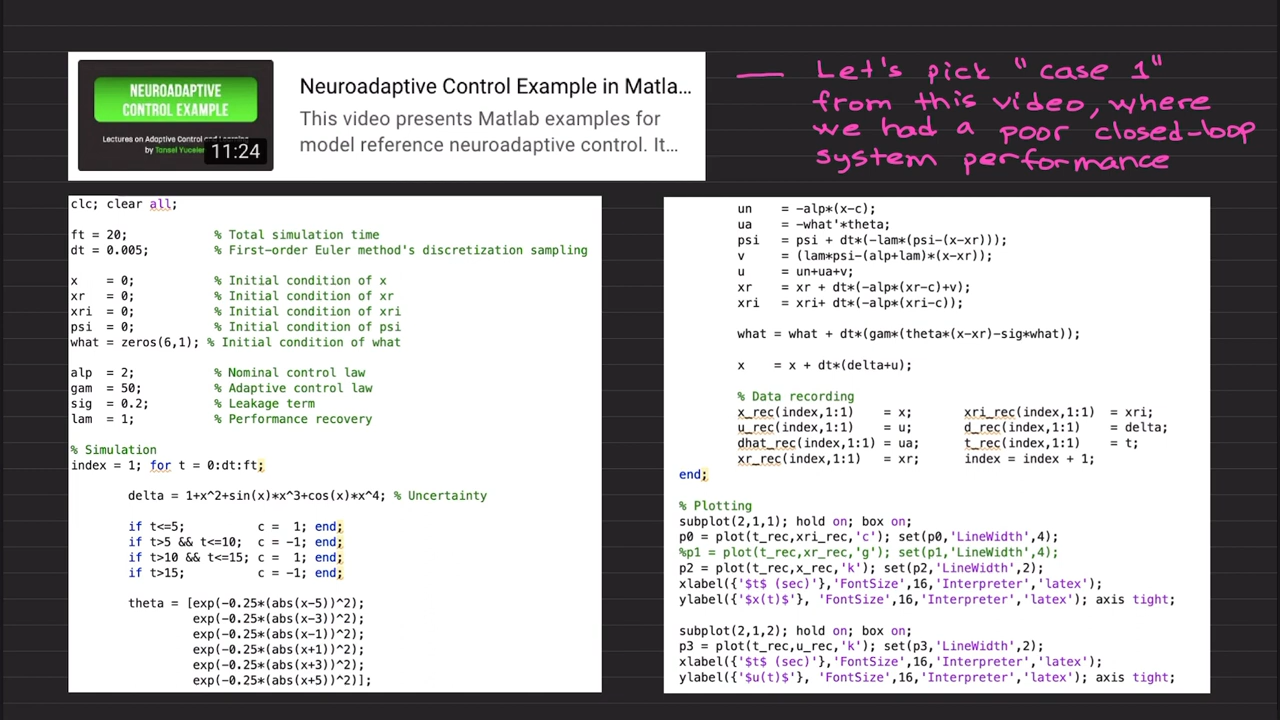 NEUROADAPTIVE
CONTROL EXAMPLE
Lectures on Adaptive Control and Learning
by Tansel Yucelen
11:24
Neuroadaptive Control Example in Matla...
This video presents Matlab examples for
model reference neuroadaptive control. It...
— Let's pick "case 1"
from this video, where
we had a poor closed-loop
system performance
clc; clear all;
ft = 20; % Total simulation time
dt = 0.005; % First-order Euler method's discretization sampling
x = 0; % Initial condition of x
xr = 0; % Initial condition of xr
xri = 0; % Initial condition of xri
psi = 0; % Initial condition of psi
what = zeros(6,1); % Initial condition of what
alp = 2; % Nominal control law
gam = 50; % Adaptive control law
sig = 0.2; % Leakage term
lam = 1; % Performance recovery
% Simulation
index = 1; for t = 0:dt:ft;
delta = 1+x^2+sin(x)*x^3+cos(x)*x^4; % Uncertainty
if t<=5; c = 1; end;
if t>5 && t<=10; c = -1; end;
if t>10 && t<=15; c = 1; end;
if t>15; c = -1; end;
theta = [exp(-0.25*(abs(x-5))^2);
exp(-0.25*(abs(x-3))^2);
exp(-0.25*(abs(x-1))^2);
exp(-0.25*(abs(x+1))^2);
exp(-0.25*(abs(x+3))^2);
exp(-0.25*(abs(x+5))^2)];
un = -alp*(x-c);
ua = -what'*theta;
psi = psi + dt*(-lam*(psi-(x-xr)));
v = (lam*psi-(alp+lam)*(x-xr));
u = un+ua+v;
xr = xr + dt*(-alp*(xr-c)+v);
xri = xri+ dt*(-alp*(xri-c));
what = what + dt*(gam*(theta*(x-xr)-sig*what));
x = x + dt*(delta+u);
% Data recording
x_rec(index,1:1) = x; xri_rec(index,1:1) = xri;
u_rec(index,1:1) = u; d_rec(index,1:1) = delta;
dhat_rec(index,1:1) = ua; t_rec(index,1:1) = t;
xr_rec(index,1:1) = xr; index = index + 1;
end;
% Plotting
subplot(2,1,1); hold on; box on;
p0 = plot(t_rec,xri_rec,'c'); set(p0,'LineWidth',4);
%p1 = plot(t_rec,xr_rec,'g'); set(p1,'LineWidth',4);
p2 = plot(t_rec,x_rec,'k'); set(p2,'LineWidth',2);
xlabel({'$t$ (sec)'},'FontSize',16,'Interpreter','latex');
ylabel({'$x(t)$'}, 'FontSize',16,'Interpreter','latex'); axis tight;
subplot(2,1,2); hold on; box on;
p3 = plot(t_rec,u_rec,'k'); set(p3,'LineWidth',2);
xlabel({'$t$ (sec)'},'FontSize',16,'Interpreter','latex');
ylabel({'$u(t)$'}, 'FontSize',16,'Interpreter','latex'); axis tight;